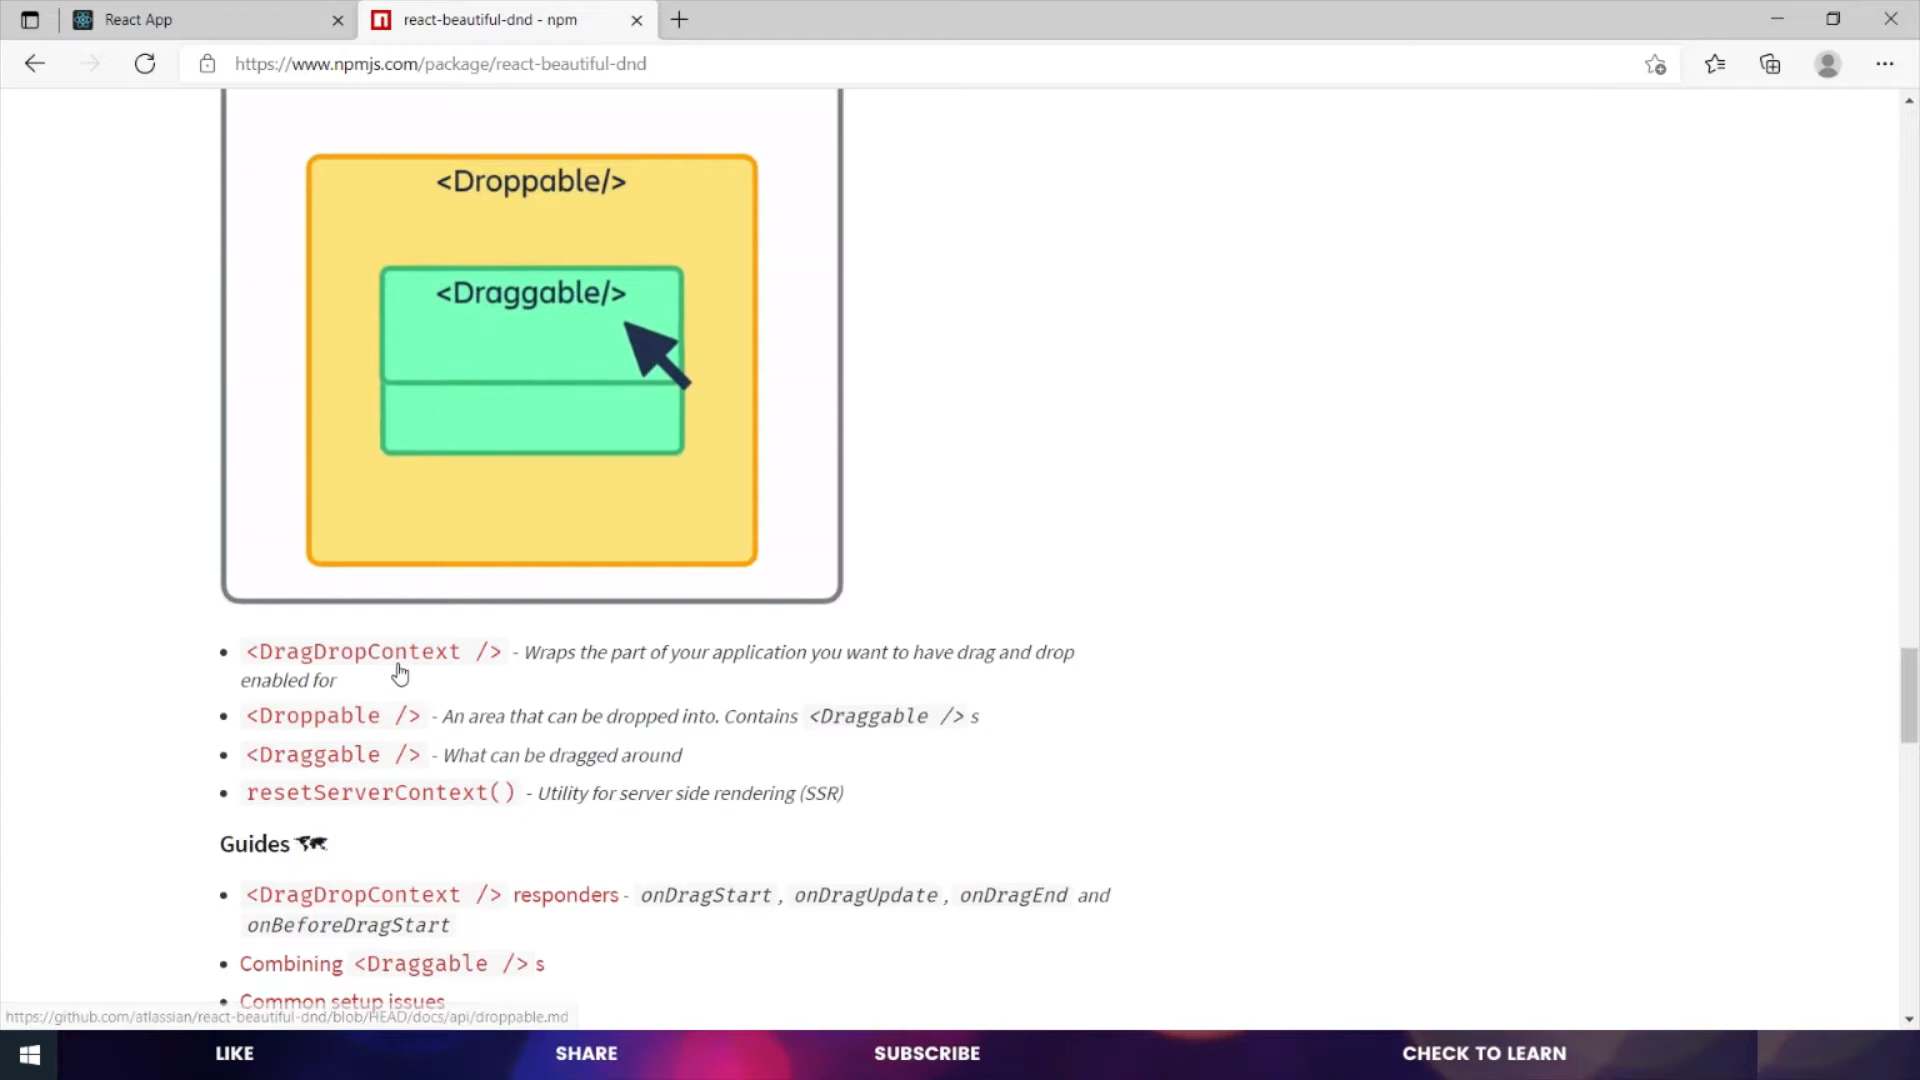 React App
react-beautiful-dnd - npm
https://www.npmjs.com/package/react-beautiful-dnd
<Droppable/>
<Draggable/>
<DragDropContext /> - Wraps the part of your application you want to have drag and drop
enabled for
<Droppable /> - An area that can be dropped into. Contains <Draggable /> s
<Draggable /> - What can be dragged around
resetServerContext() - Utility for server side rendering (SSR)
Guides
<DragDropContext /> responders - onDragStart , onDragUpdate , onDragEnd and
onBeforeDragStart
Combining <Draggable /> s
Common setup issues
https://github.com/atlassian/react-beautiful-dnd/blob/HEAD/docs/api/droppable.md
LIKE SHARE SUBSCRIBE CHECK TO LEARN